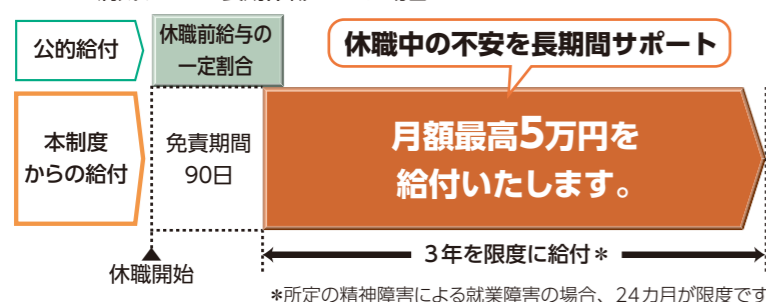 公的給付
休職前給与の
一定割合
休職中の不安を長期間サポート
本制度
からの給付
免責期間
90日
月額最高5万円を
給付いたします。
3年を限度に給付*
休職開始
*所定の精神障害による就業障害の場合、24カ月が限度です